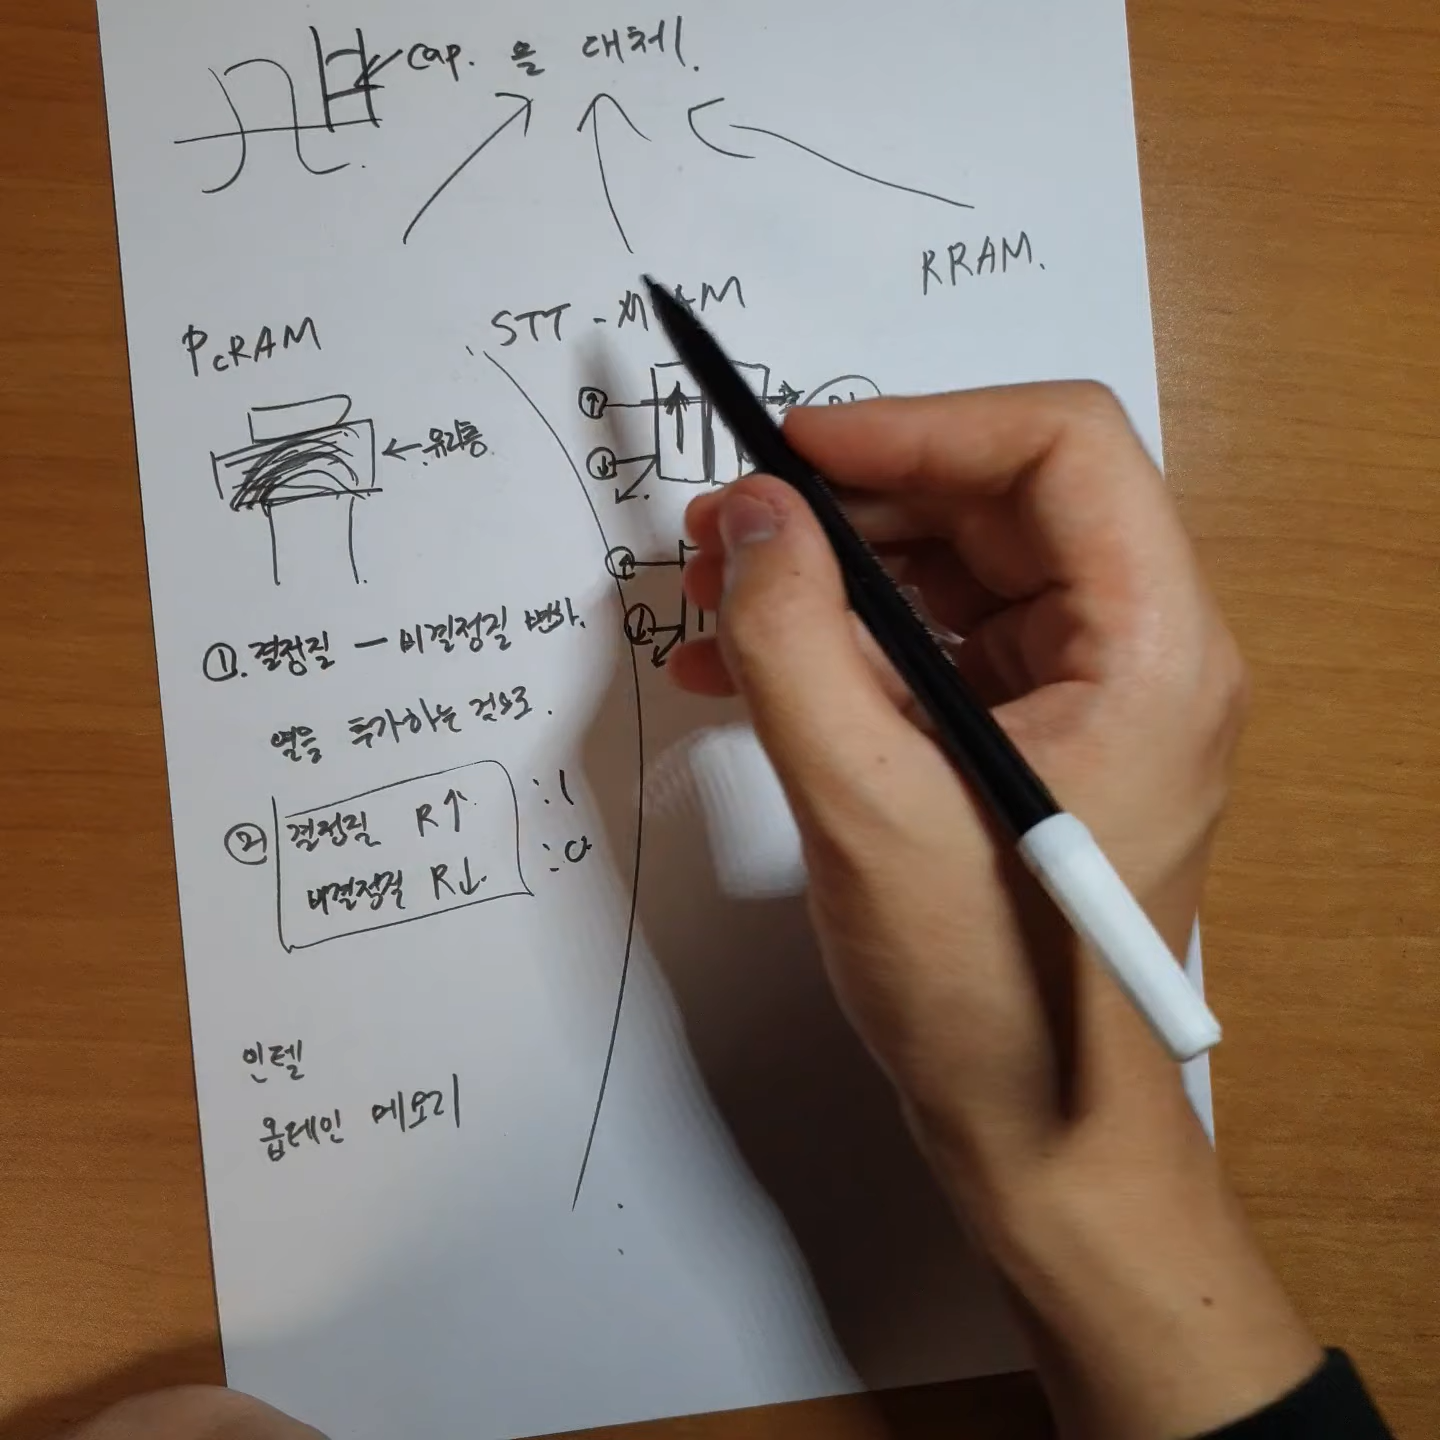 cap. 을 대체!
PcRAM
← 유리통
①. 결정질 — 비결정질 변화.
열을 추가하는 걸으로.
② 결정질 R↑ : 1
비결정질 R↓. : 0
인텔
옵테인 메모리
STT -
↑
↓
↑
↓
RRAM.